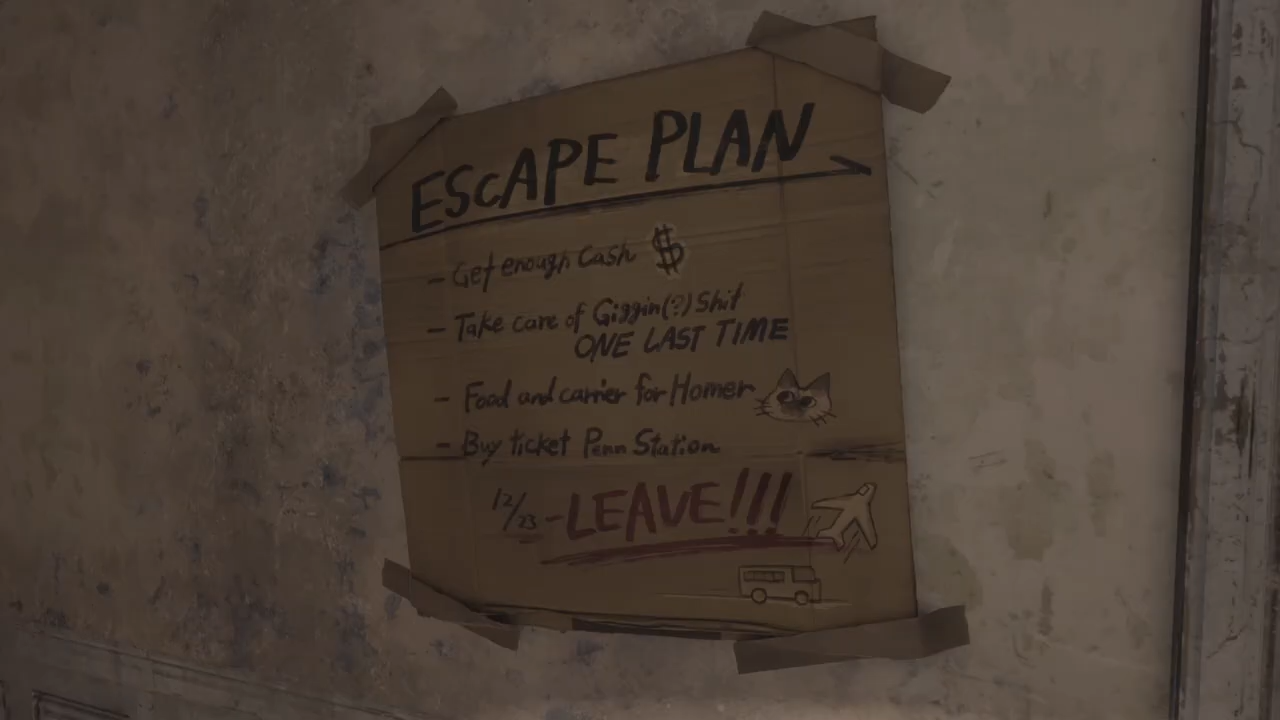 ESCAPE PLAN
- Get enough Cash $
- Take care of Giggin(?) Shit
ONE LAST TIME
- Food and carrier for Homer
- Buy ticket Penn Station
12/23 - LEAVE!!!